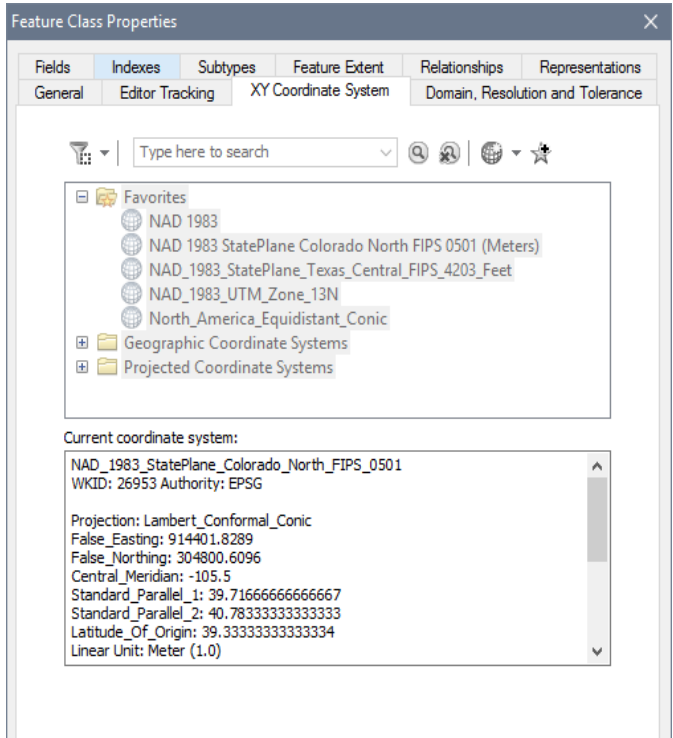 Feature Class Properties
Fields Indexes Subtypes Feature Extent Relationships Representations
General Editor Tracking XY Coordinate System Domain, Resolution and Tolerance
Type here to search
Favorites
NAD 1983
NAD 1983 StatePlane Colorado North FIPS 0501 (Meters)
NAD_1983_StatePlane_Texas_Central_FIPS_4203_Feet
NAD_1983_UTM_Zone_13N
North_America_Equidistant_Conic
Geographic Coordinate Systems
Projected Coordinate Systems
Current coordinate system:
NAD_1983_StatePlane_Colorado_North_FIPS_0501
WKID: 26953 Authority: EPSG
Projection: Lambert_Conformal_Conic
False_Easting: 914401.8289
False_Northing: 304800.6096
Central_Meridian: -105.5
Standard_Parallel_1: 39.71666666666667
Standard_Parallel_2: 40.78333333333333
Latitude_Of_Origin: 39.33333333333334
Linear Unit: Meter (1.0)